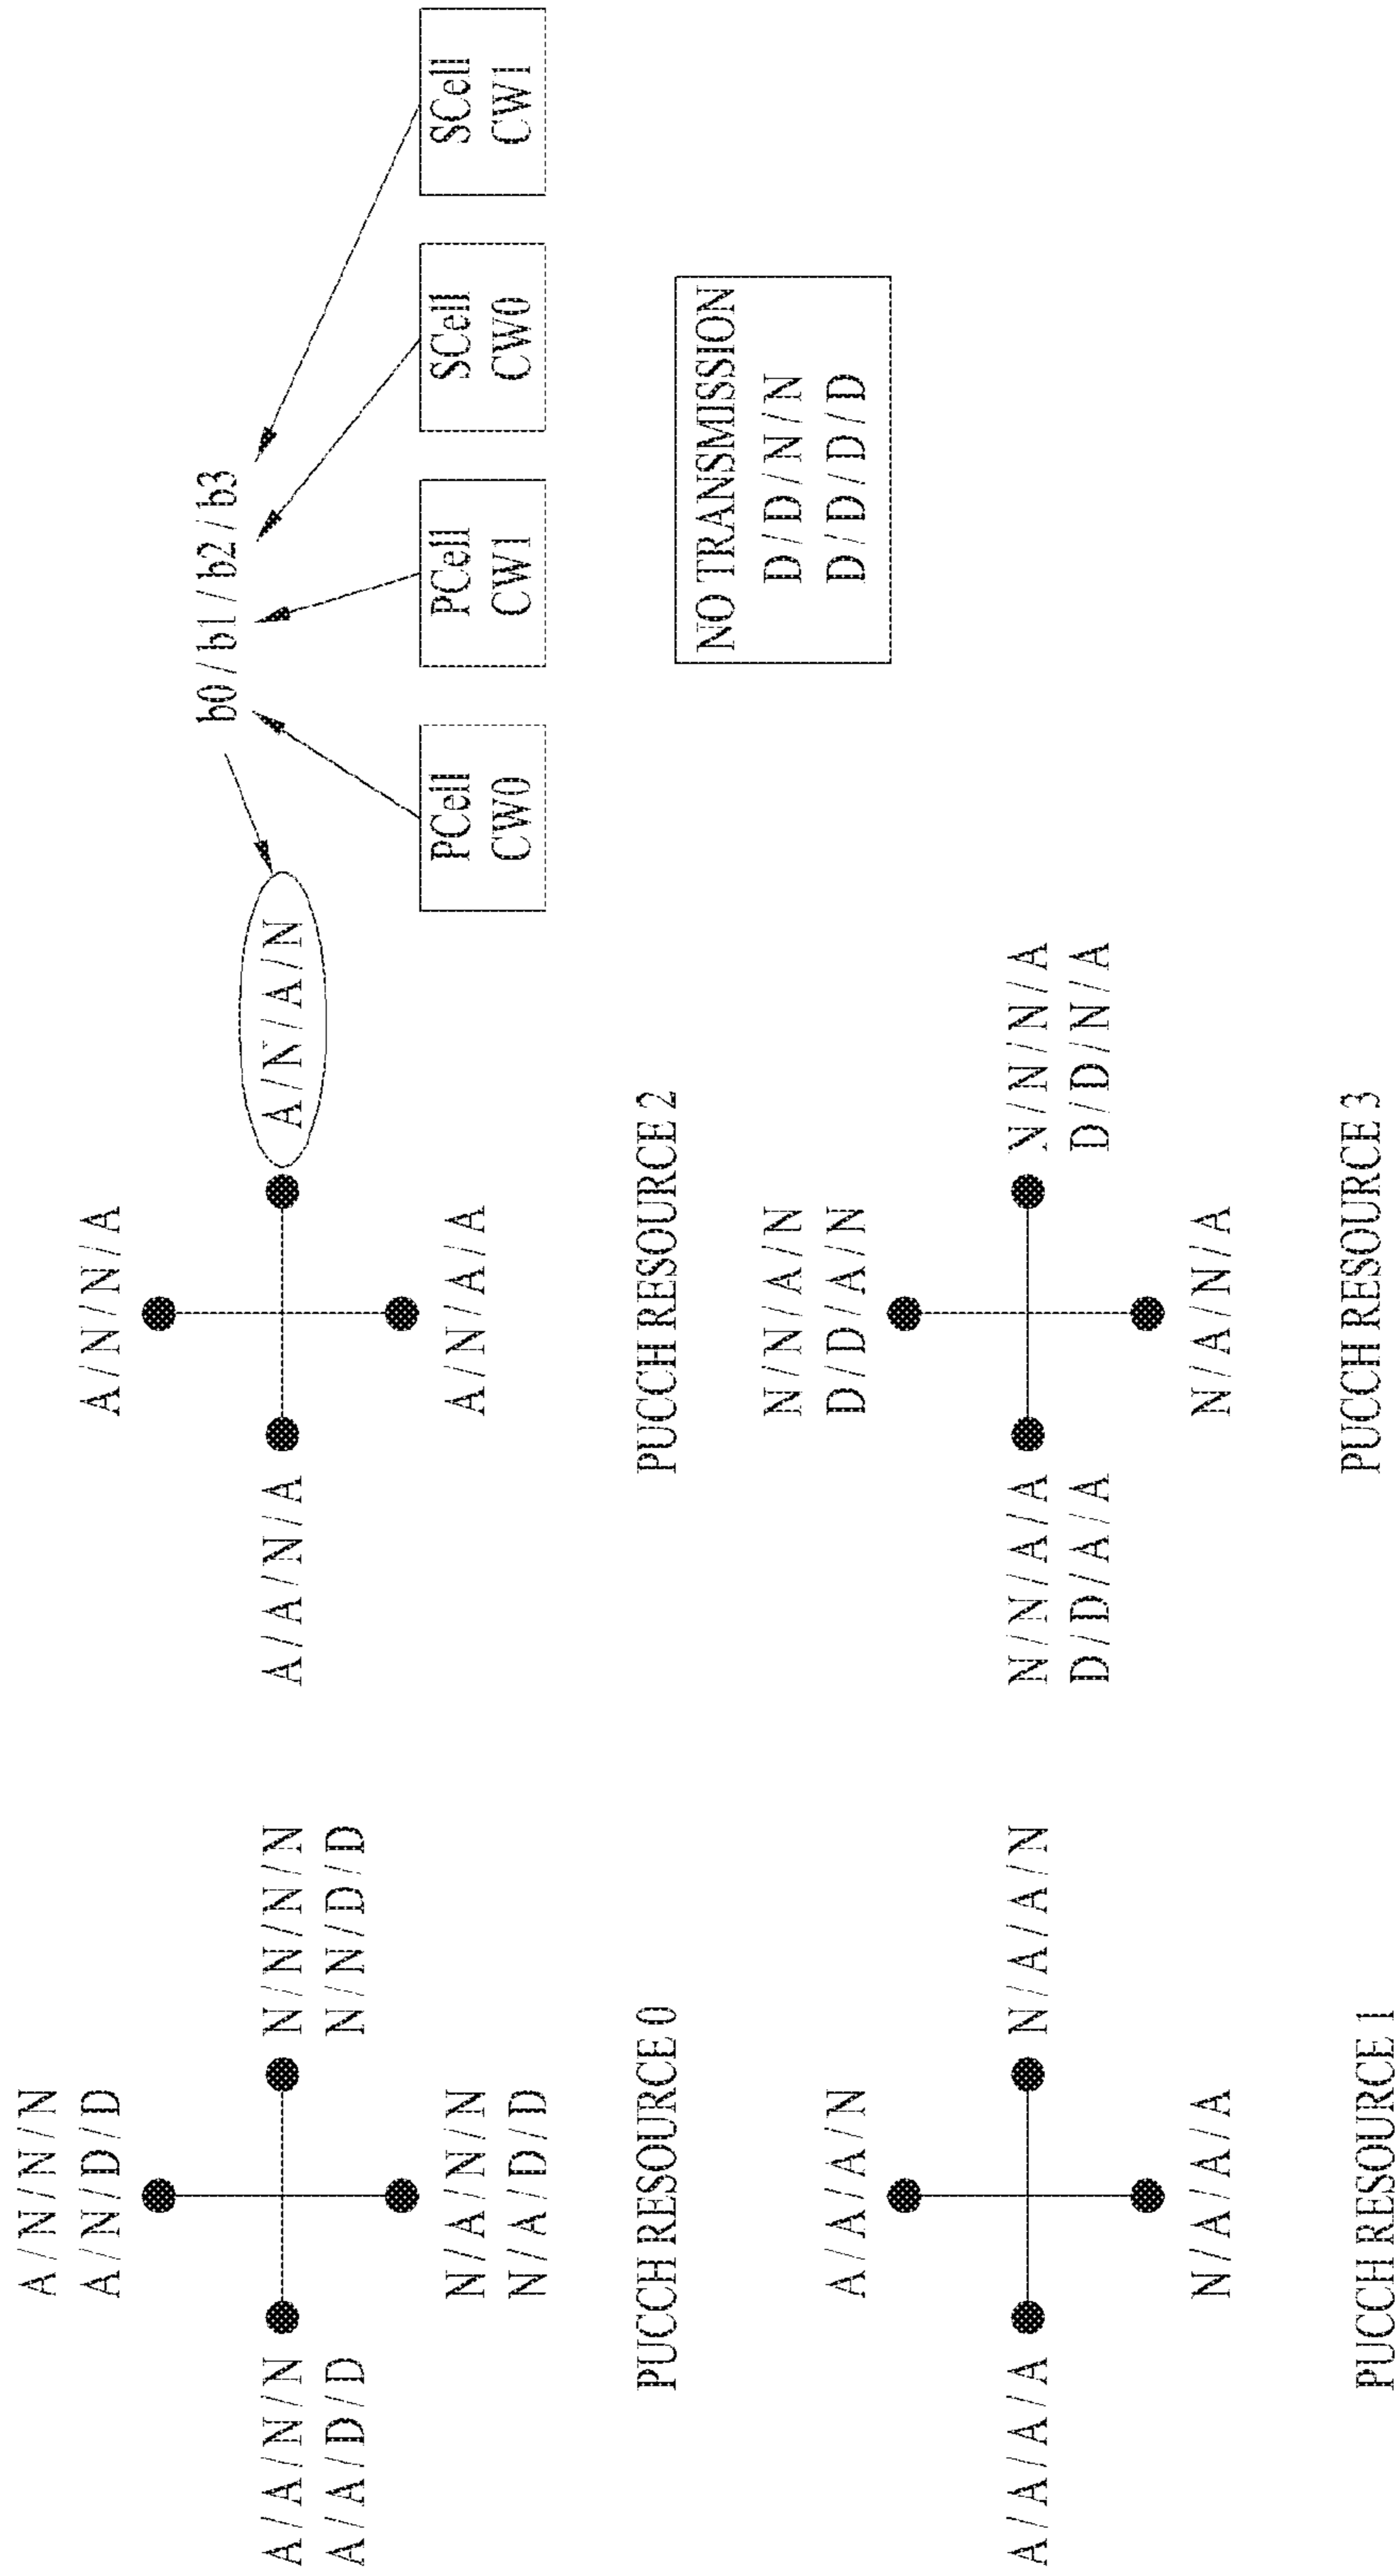 A / N / N / N
A / N / D / D
A / A / N / N
A / A / D / D
N / N / N / N
N / N / D / D
N / A / N / N
N / A / D / D
PUCCH RESOURCE 0
A / N / N / A
A / A / N / A
A / N / A / N
A / N / A / A
PUCCH RESOURCE 2
b0 / b1 / b2 / b3
PCell
CW0
PCell
CW1
SCell
CW0
SCell
CW1
NO TRANSMISSION
D / D / N / N
D / D / D / D
A / A / A / N
A / A / A / A
N / A / A / N
N / A / A / A
PUCCH RESOURCE 1
N / N / A / N
D / D / A / N
N / N / A / A
D / D / A / A
N / N / N / A
D / D / N / A
N / A / N / A
PUCCH RESOURCE 3